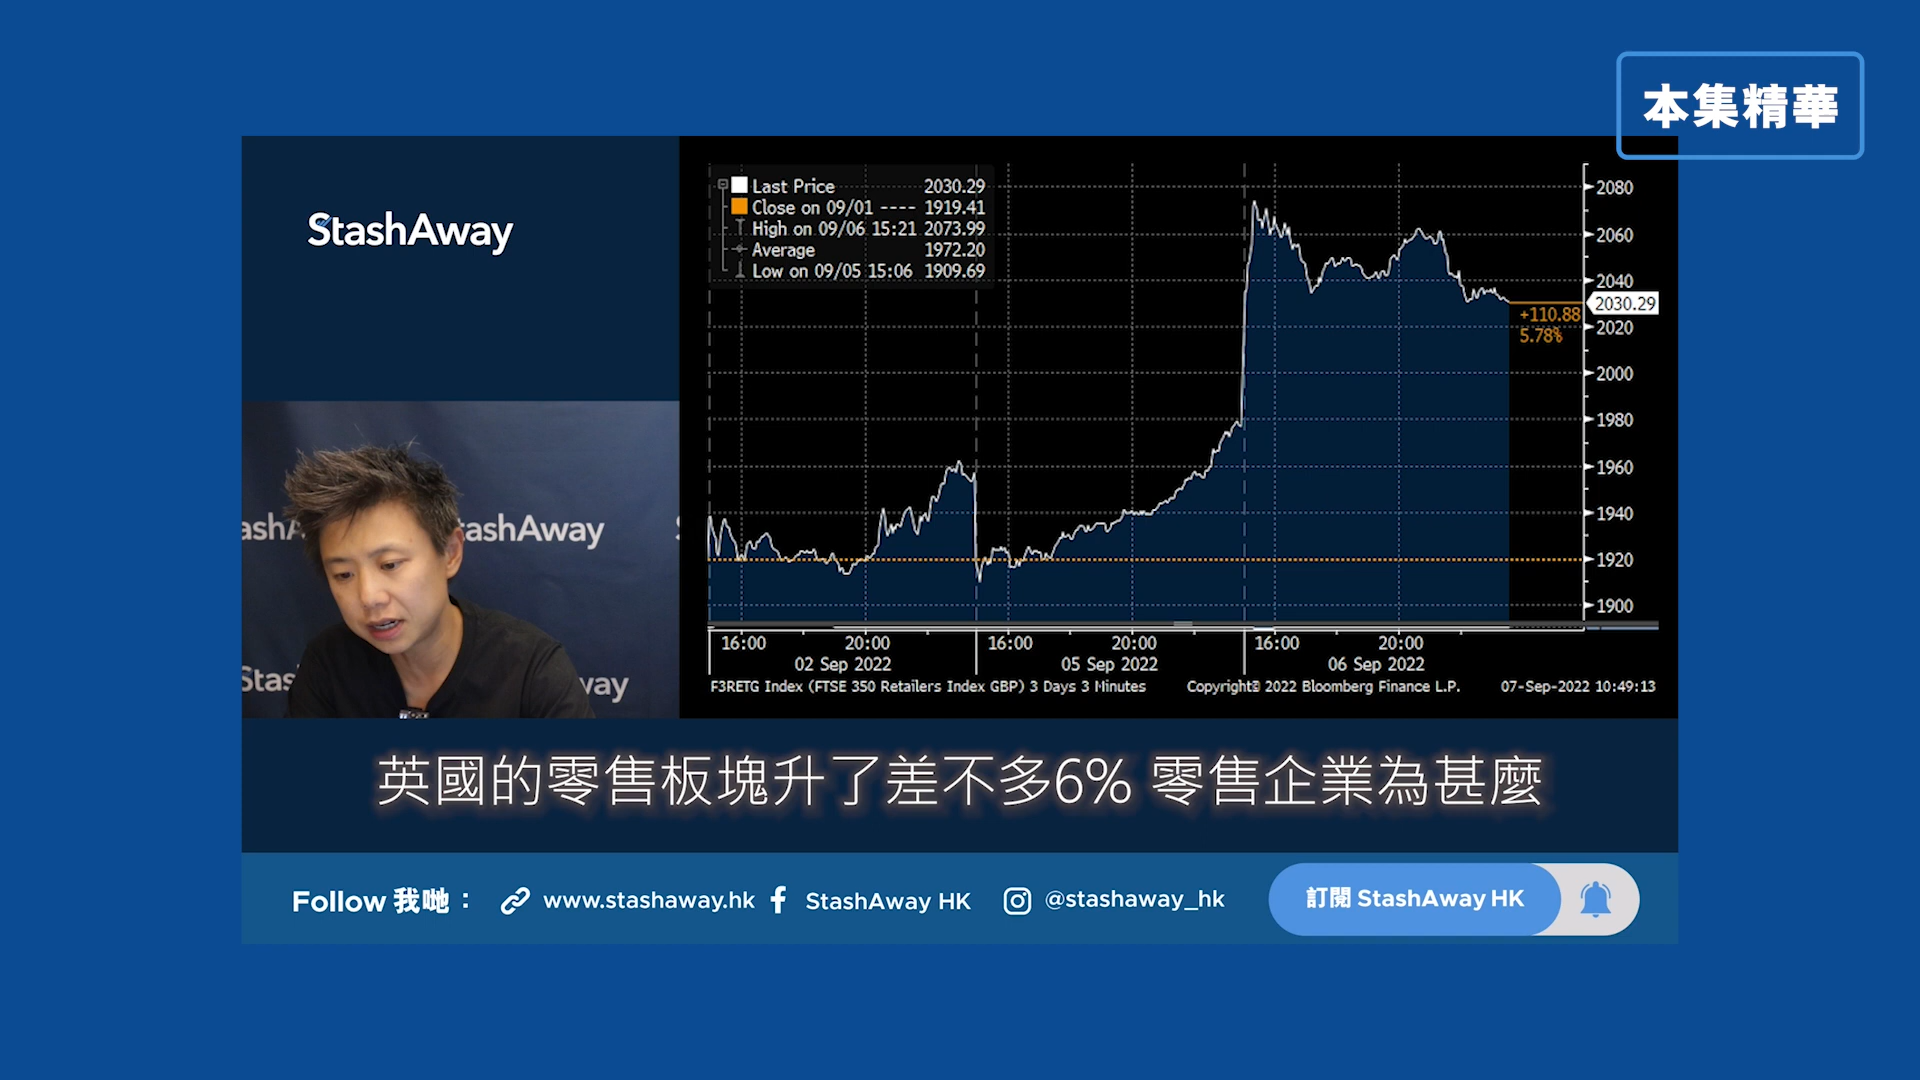 本集精華
StashAway
Last Price 2030.29
Close on 09/01 ---- 1919.41
High on 09/06 15:21 2073.99
Average 1972.20
Low on 09/05 15:06 1909.69
2080
2060
2040
2030.29
+110.88
5.78%
2020
2000
1980
1960
1940
1920
1900
ashA
tashAway
S
Stas
way
16:00 20:00 16:00 20:00 16:00 20:00
02 Sep 2022 05 Sep 2022 06 Sep 2022
F3RETG Index (FTSE 350 Retailers Index GBP) 3 Days 3 Minutes Copyright© 2022 Bloomberg Finance L.P. 07-Sep-2022 10:49:13
英國的零售板塊升了差不多6% 零售企業為甚麼
Follow 我哋： www.stashaway.hk StashAway HK @stashaway_hk 訂閱 StashAway HK